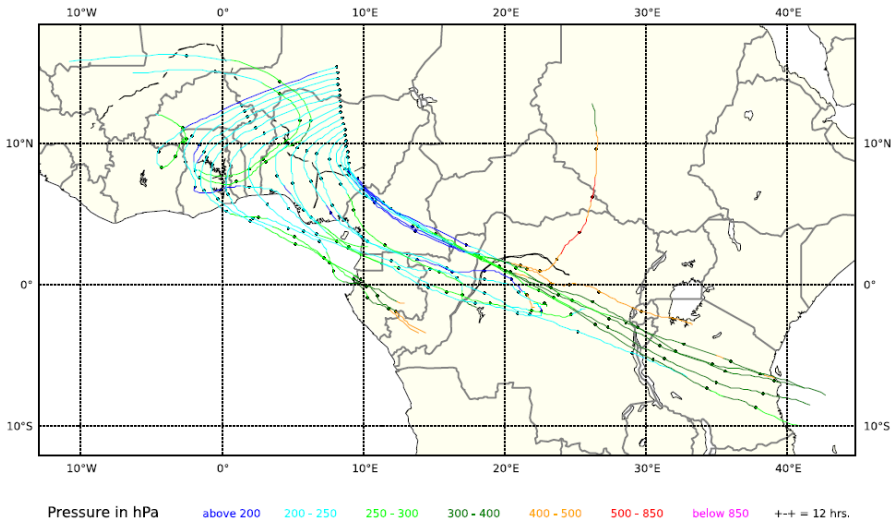 10°W 0° 10°E 20°E 30°E 40°E
10°N 10°N
0° 0°
10°S 10°S
10°W 0° 10°E 20°E 30°E 40°E
Pressure in hPa above 200 200 - 250 250 - 300 300 - 400 400 - 500 500 - 850 below 850 +-+ = 12 hrs.